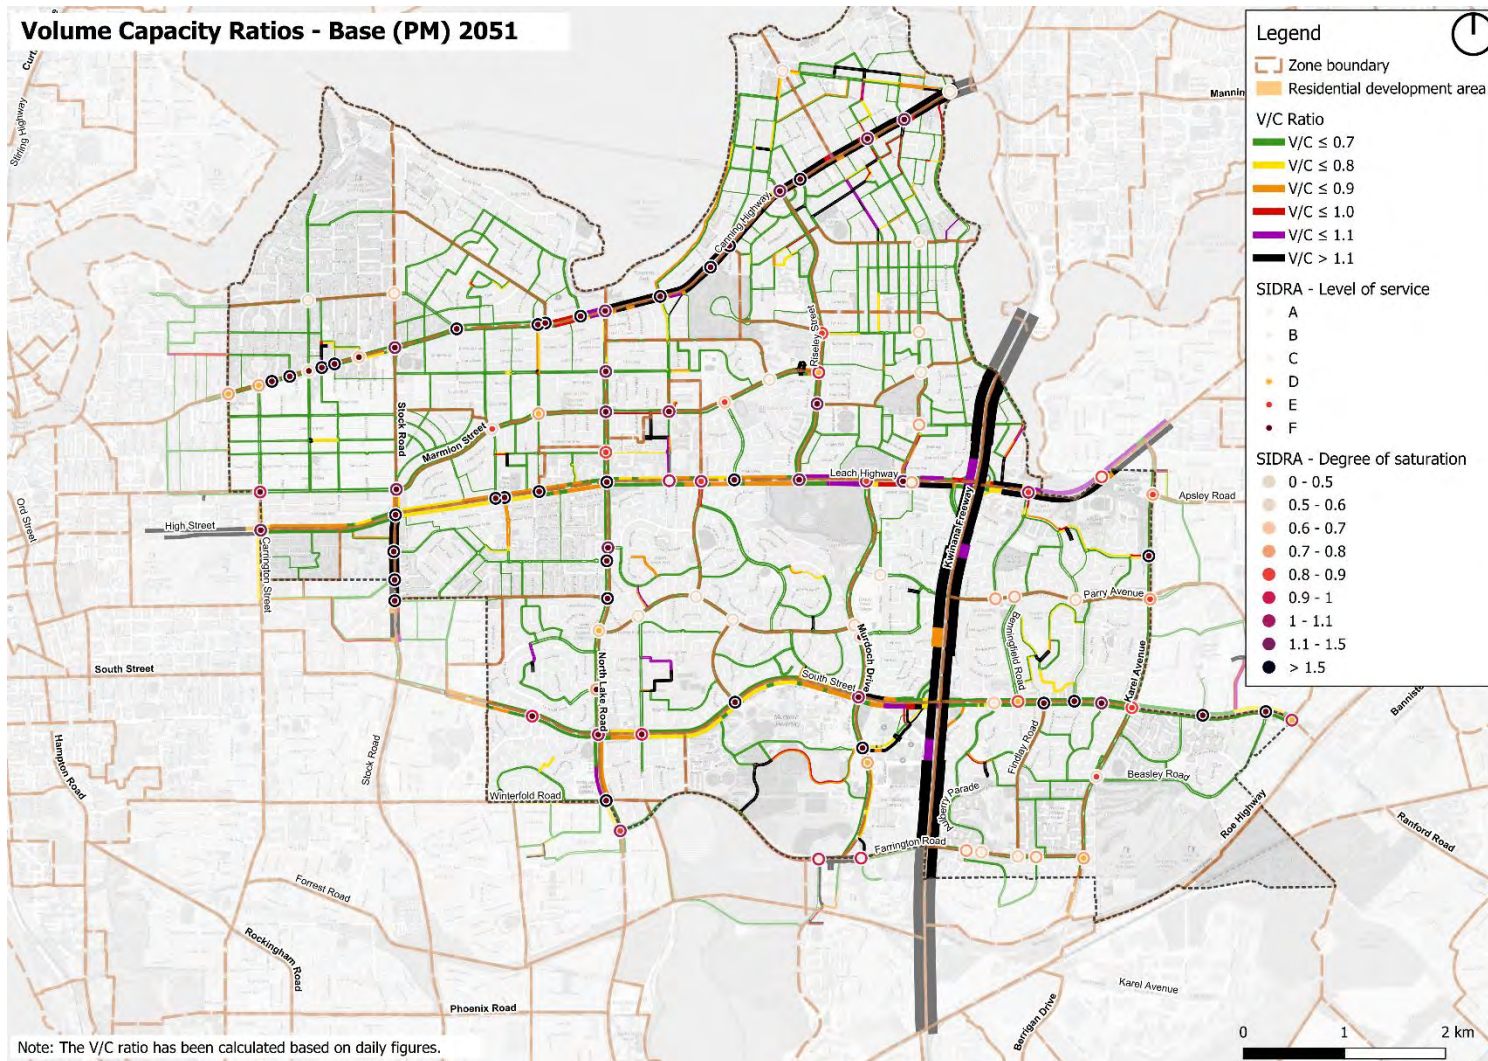 Volume Capacity Ratios - Base (PM) 2051
Legend
Zone boundary
Residential development area
V/C Ratio
V/C ≤ 0.7
V/C ≤ 0.8
V/C ≤ 0.9
V/C ≤ 1.0
V/C ≤ 1.1
V/C > 1.1
SIDRA - Level of service
A
B
C
D
E
F
SIDRA - Degree of saturation
0 - 0.5
0.5 - 0.6
0.6 - 0.7
0.7 - 0.8
0.8 - 0.9
0.9 - 1
1 - 1.1
1.1 - 1.5
> 1.5
Stirling Highway
Canning Highway
Riseley Street
Stock Road
Marmion Street
Leach Highway
Kwinana Freeway
Apsley Road
Ord Street
High Street
Carrington Street
Parry Avenue
Benningfield Road
Murdoch Drive
Karel Avenue
South Street
South Street
North Lake Road
Hampton Road
Stock Road
Findlay Road
Beasley Road
Winterfold Road
Farrington Road
Roe Highway
Ranford Road
Forrest Road
Rockingham Road
Phoenix Road
Berrigan Drive
Karel Avenue
0 1 2 km
Note: The V/C ratio has been calculated based on daily figures.